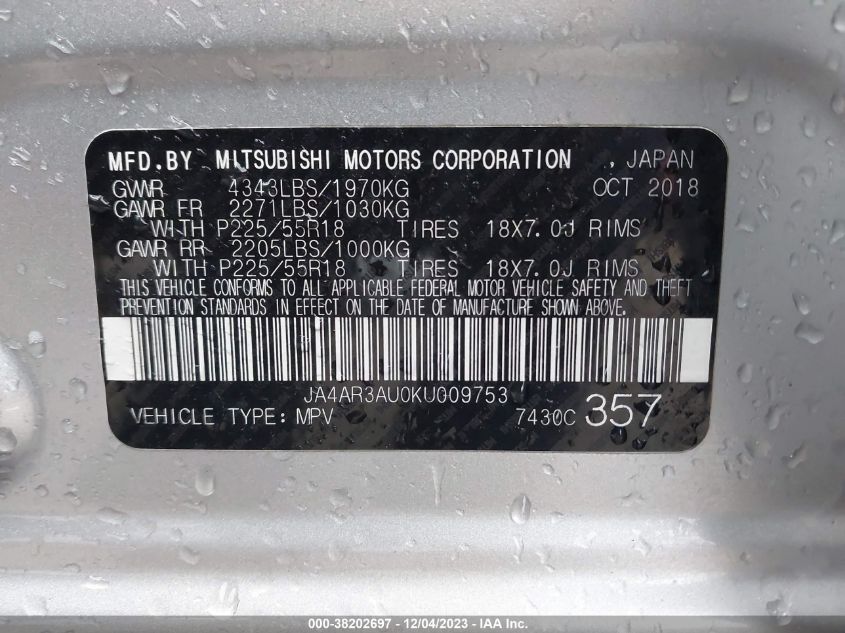 MFD.BY MITSUBISHI MOTORS CORPORATION , JAPAN
GVWR 4343LBS/1970KG OCT 2018
GAWR FR 2271LBS/1030KG
WITH P225/55R18 TIRES 18X7.0J RIMS
GAWR RR 2205LBS/1000KG
WITH P225/55R18 TIRES 18X7.0J RIMS
THIS VEHICLE CONFORMS TO ALL APPLICABLE FEDERAL MOTOR VEHICLE SAFETY AND THEFT
PREVENTION STANDARDS IN EFFECT ON THE DATE OF MANUFACTURE SHOWN ABOVE.
JA4AR3AU0KU009753
VEHICLE TYPE: MPV 7430C 357
000-38202697 - 12/04/2023 - IAAI.COM